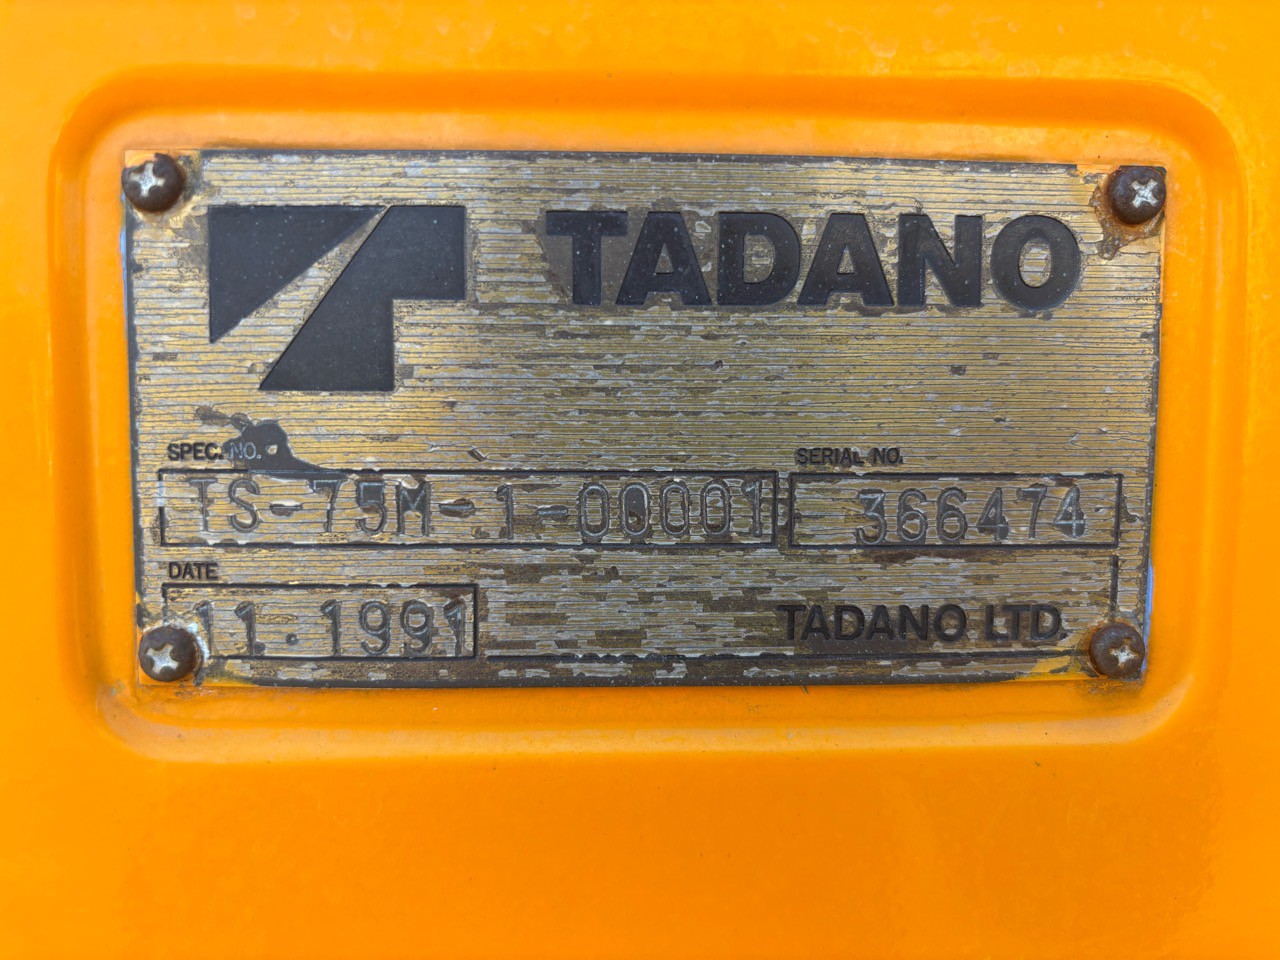 TADANO
SPEC. NO. SERIAL NO.
TS-75M-1-00001 366474
DATE
11.1991
TADANO LTD.